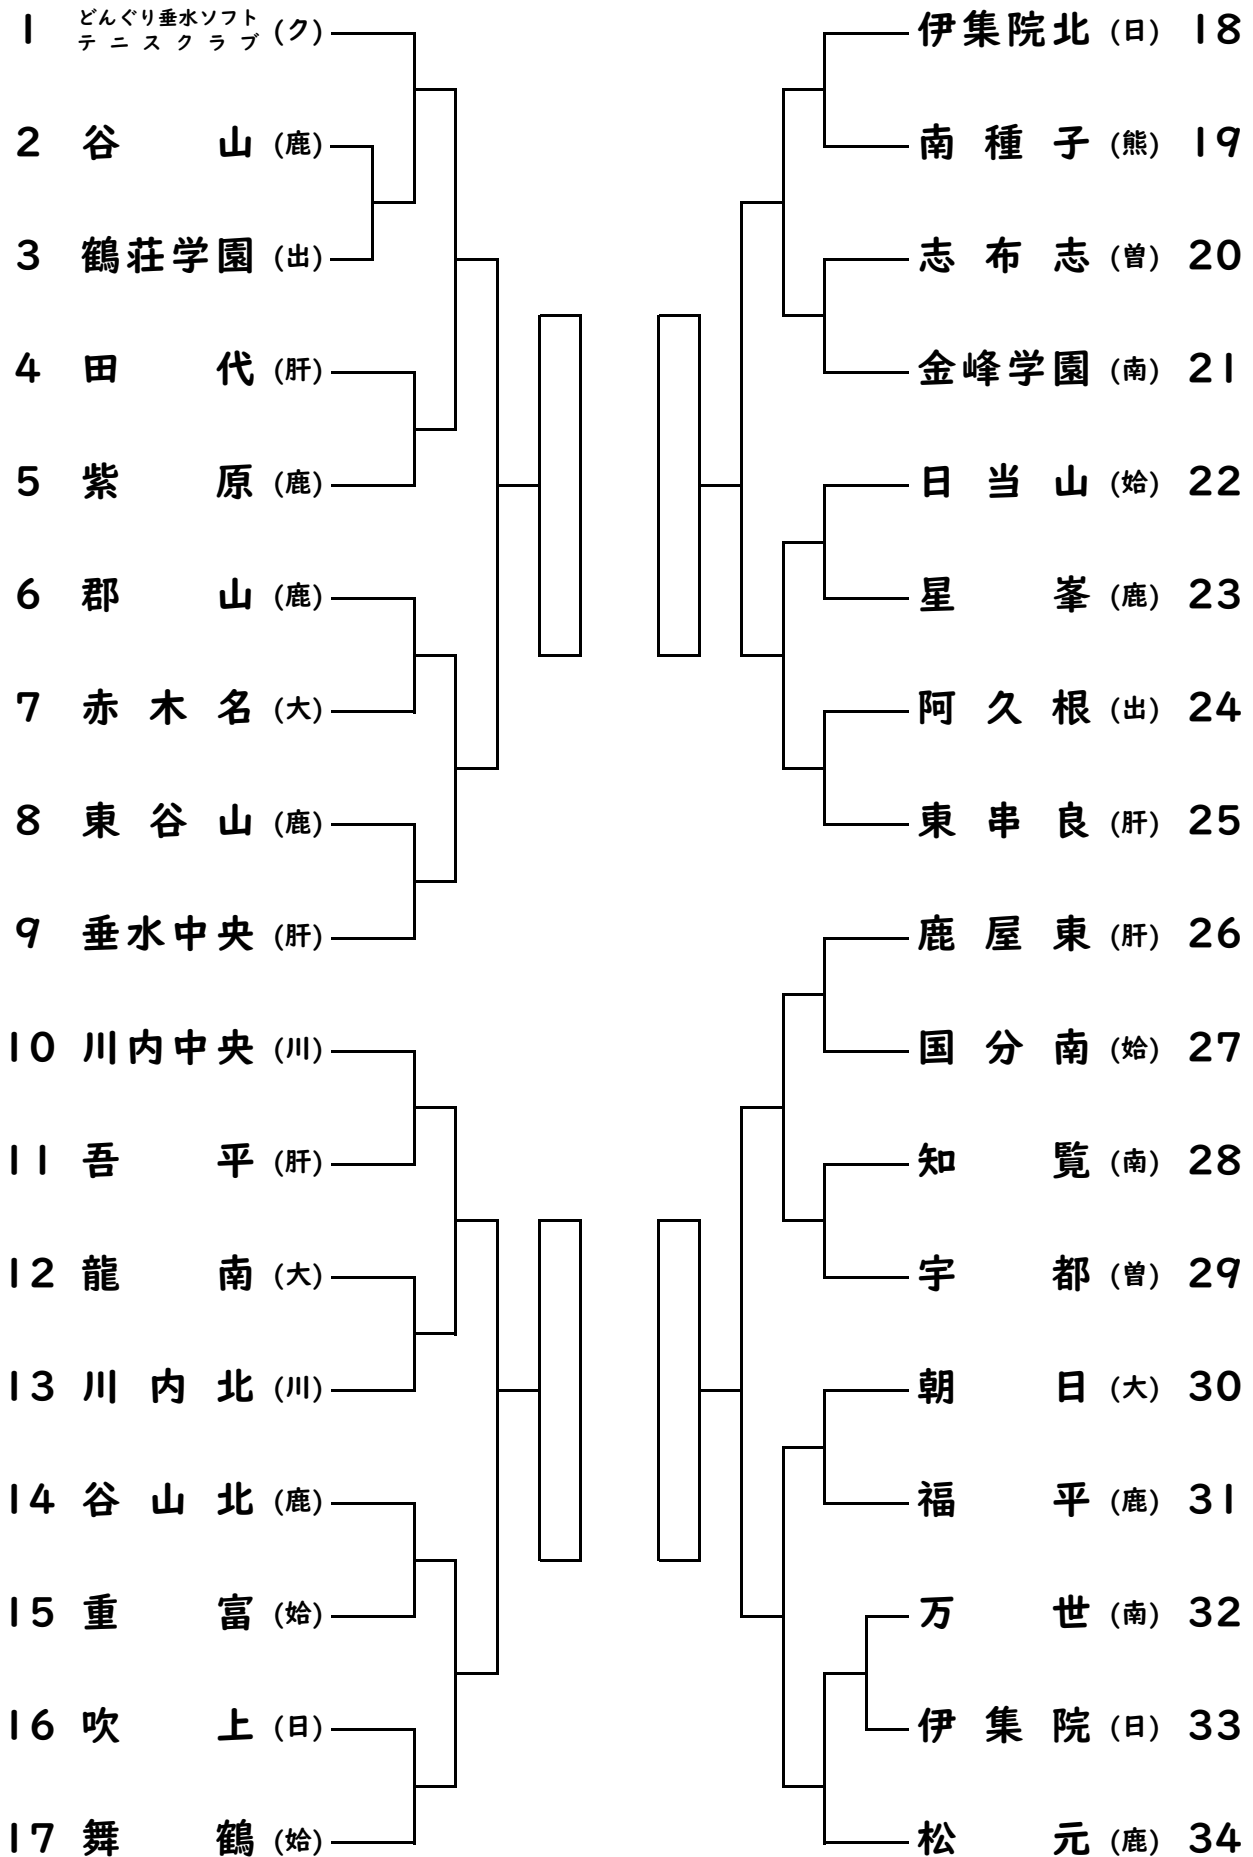 1 どんぐり垂水ソフト
テニスクラブ (ク)
2 谷山 (鹿)
3 鶴荘学園 (出)
4 田代 (肝)
5 紫原 (鹿)
6 郡山 (鹿)
7 赤木名 (大)
8 東谷山 (鹿)
9 垂水中央 (肝)
10 川内中央 (川)
11 吾平 (肝)
12 龍南 (大)
13 川内北 (川)
14 谷山北 (鹿)
15 重富 (姶)
16 吹上 (日)
17 舞鶴 (姶)
伊集院北 (日) 18
南種子 (熊) 19
志布志 (曽) 20
金峰学園 (南) 21
日当山 (姶) 22
星峯 (鹿) 23
阿久根 (出) 24
東串良 (肝) 25
鹿屋東 (肝) 26
国分南 (姶) 27
知覧 (南) 28
宇都 (曽) 29
朝日 (大) 30
福平 (鹿) 31
万世 (南) 32
伊集院 (日) 33
松元 (鹿) 34